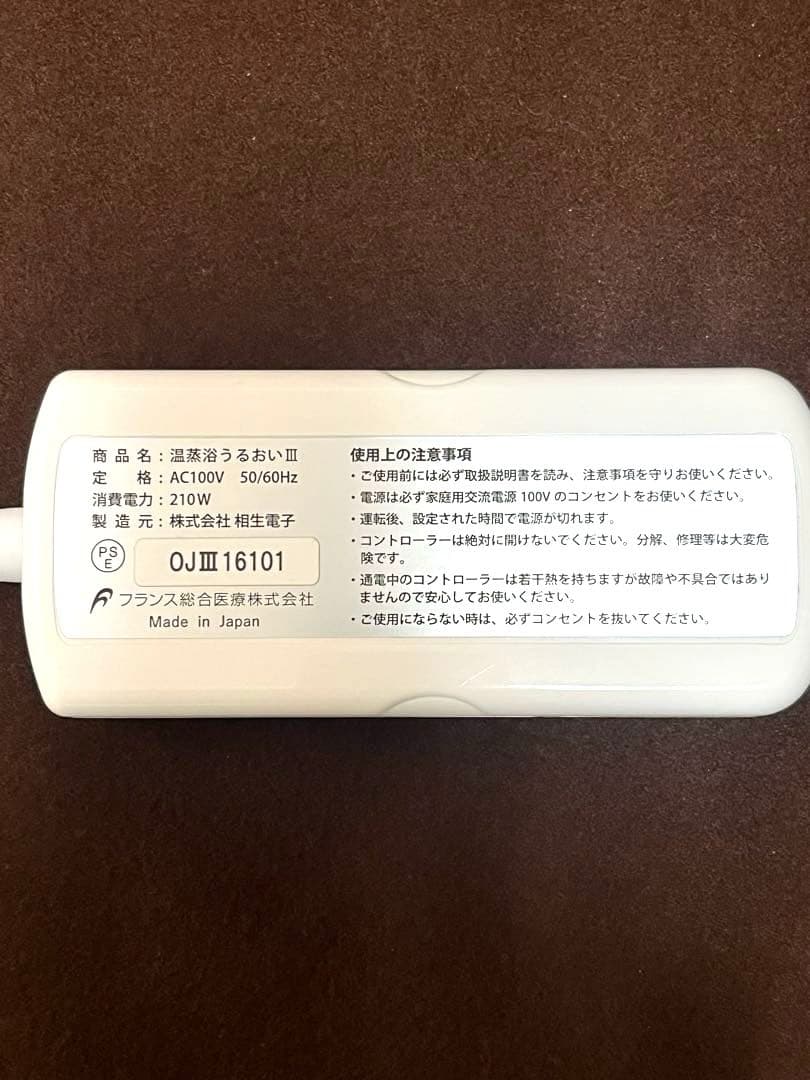 商品名：温蒸浴うるおいⅢ
定格：AC100V 50/60Hz
消費電力：210W
製造元：株式会社 相生電子
PS
E
OJⅢ16101
フランス総合医療株式会社
Made in Japan
使用上の注意事項
・ご使用前には必ず取扱説明書を読み、注意事項を守りお使いください。
・電源は必ず家庭用交流電源 100V のコンセントをお使いください。
・運転後、設定された時間で電源が切れます。
・コントローラーは絶対に開けないでください。分解、修理等は大変危
険です。
・通電中のコントローラーは若干熱を持ちますが故障や不具合ではあり
ませんので安心してお使いください。
・ご使用にならない時は、必ずコンセントを抜いてください。